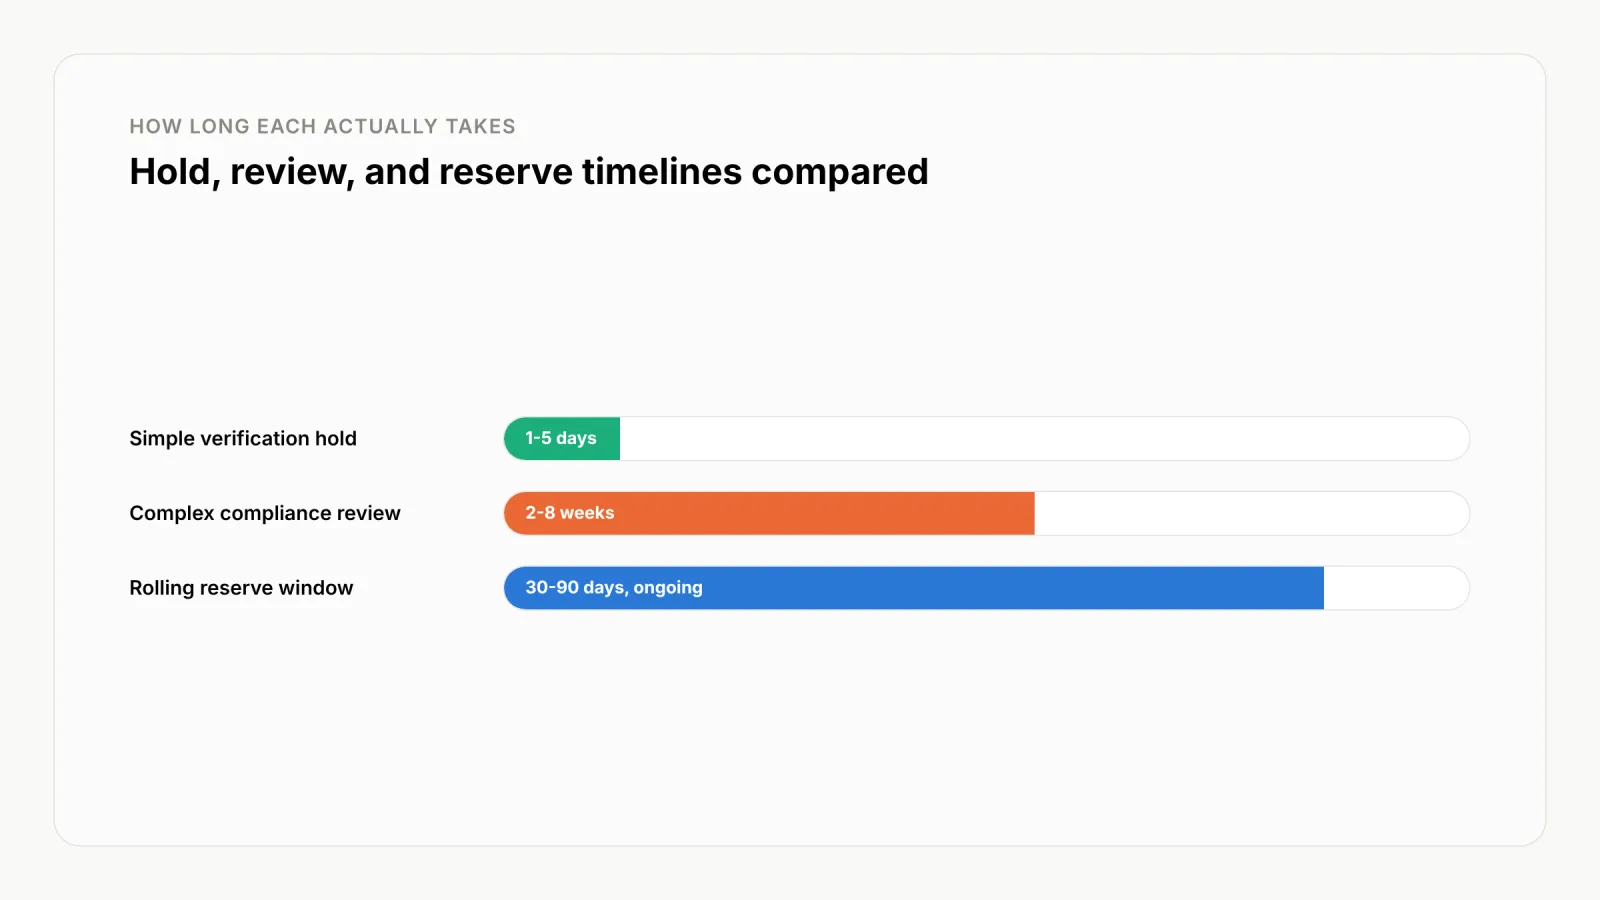 HOW LONG EACH ACTUALLY TAKES
Hold, review, and reserve timelines compared
Simple verification hold
1-5 days
Complex compliance review
2-8 weeks
Rolling reserve window
30-90 days, ongoing